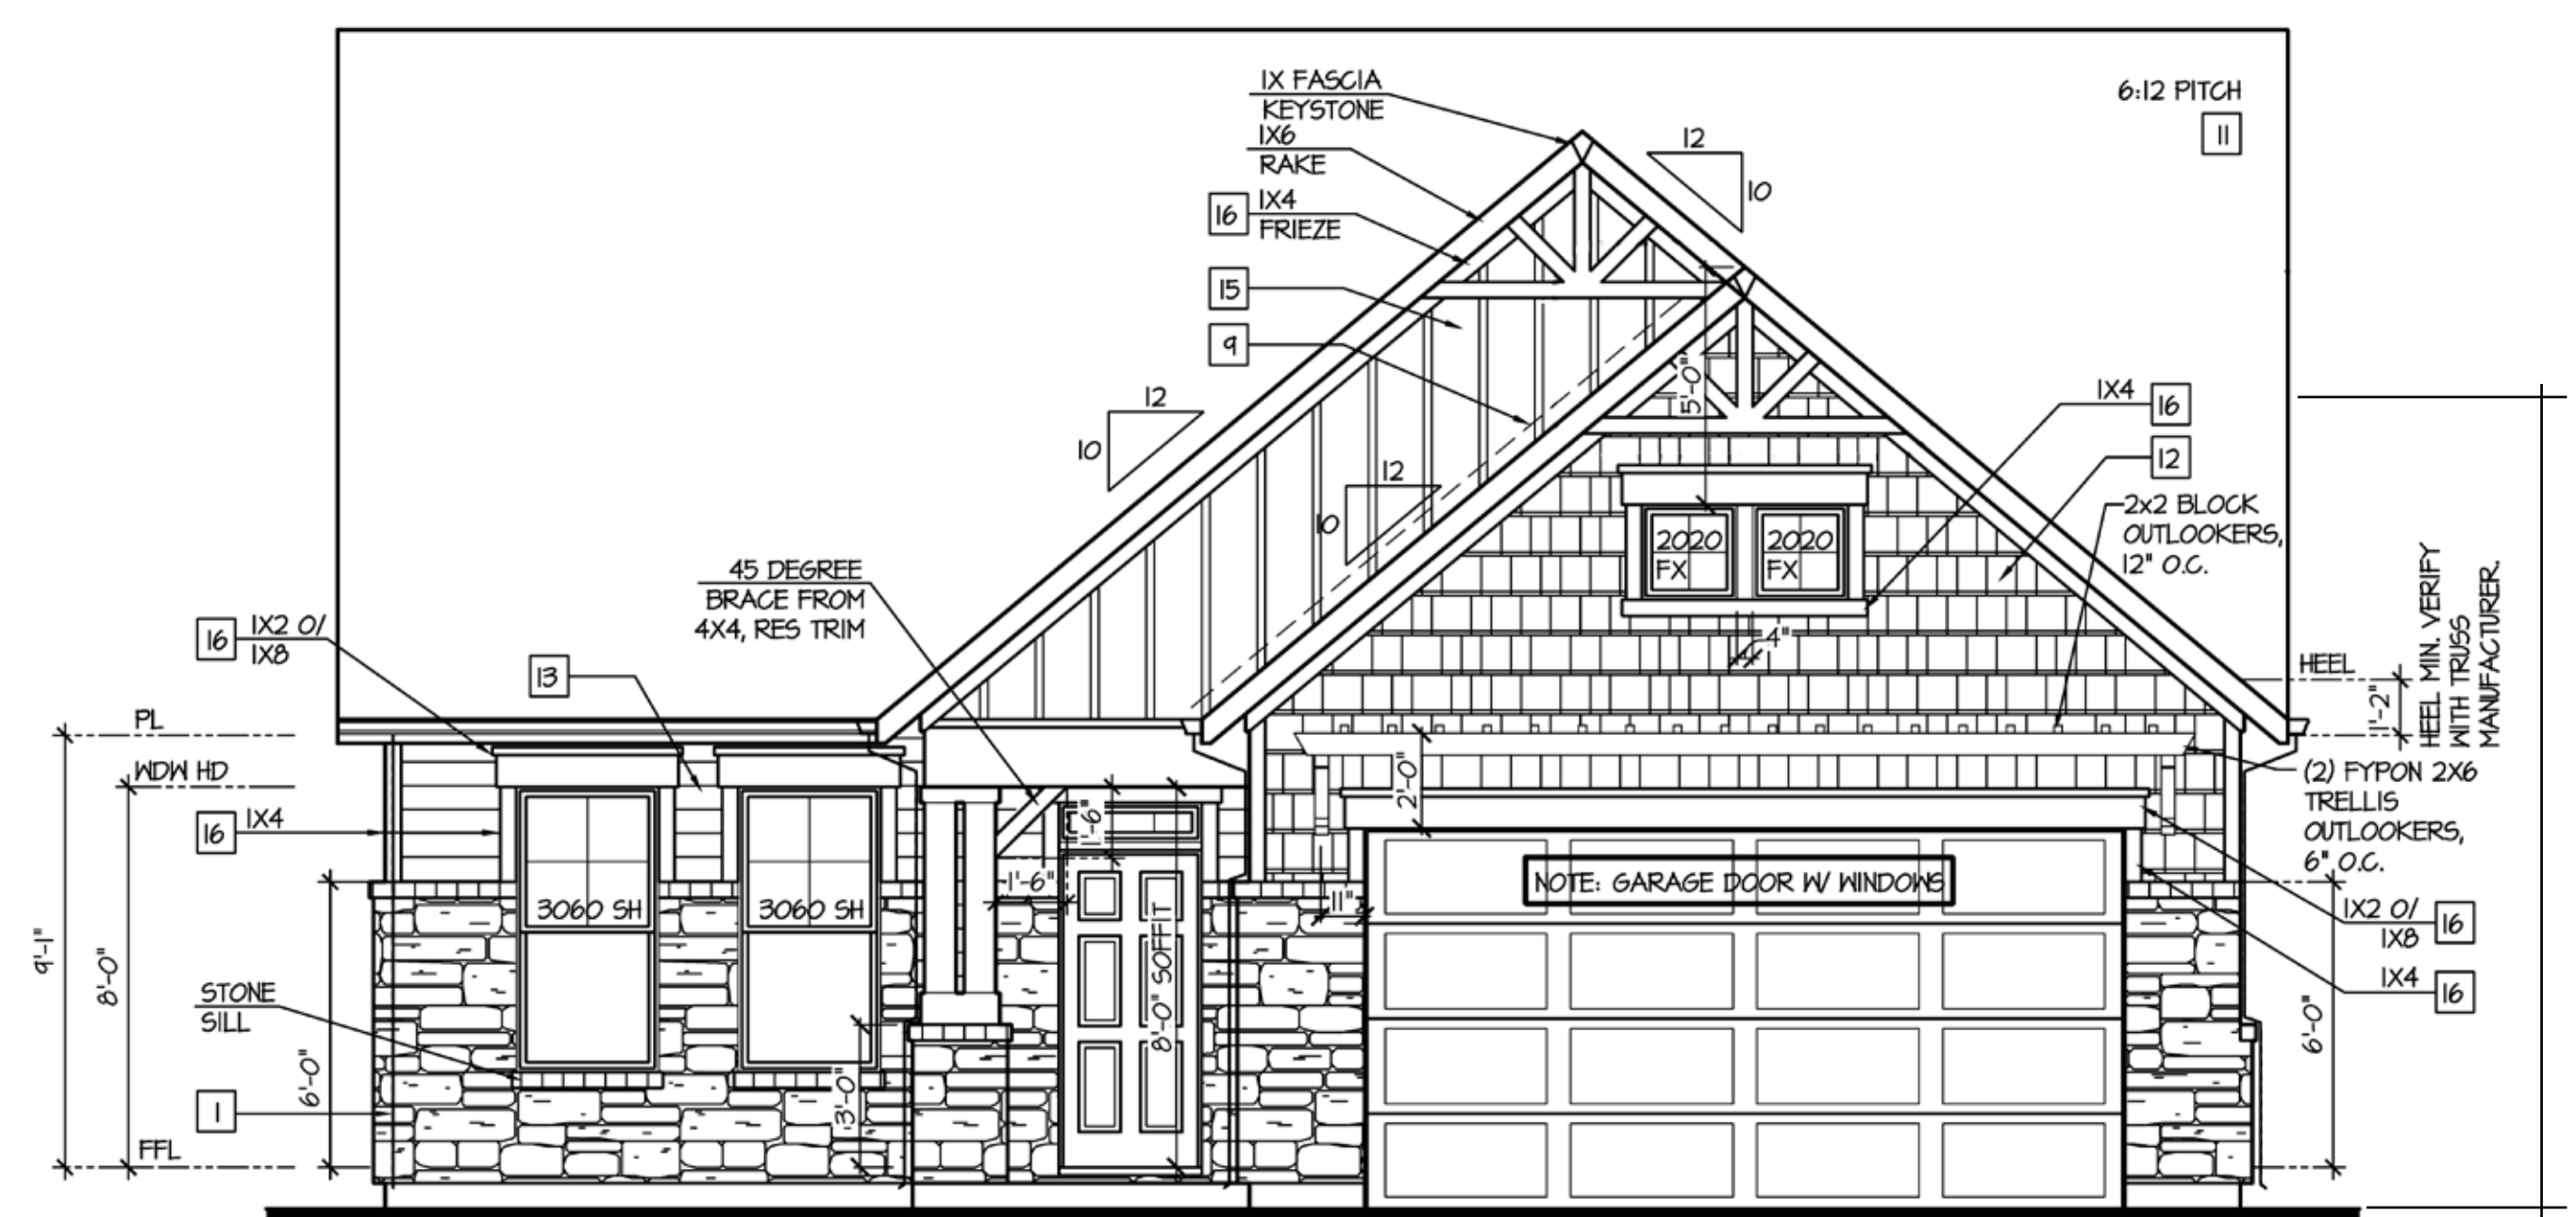 1X FASCIA
KEYSTONE
1X6
RAKE
16
1X4
FRIEZE
15
9
12
10
6:12 PITCH
11
12
10
12
10
5'-0"
1X4
16
12
2x2 BLOCK
OUTLOOKERS,
12" O.C.
2020
FX
2020
FX
4"
45 DEGREE
BRACE FROM
4X4, RES TRIM
16
1X2 O/
1X8
13
HEEL
1'-2"
HEEL MIN. VERIFY
WITH TRUSS
MANUFACTURER.
PL
WDW HD
16
1X4
2'-0"
(2) FYPON 2X6
TRELLIS
OUTLOOKERS,
6" O.C.
1'-6"
1'-6"
NOTE: GARAGE DOOR W/ WINDOWS
11"
3060 SH
3060 SH
8'-0" SOFFIT
1X2 O/
1X8
16
1X4
16
9'-1"
8'-0"
STONE
SILL
6'-0"
3'-0"
6'-0"
1
FFL